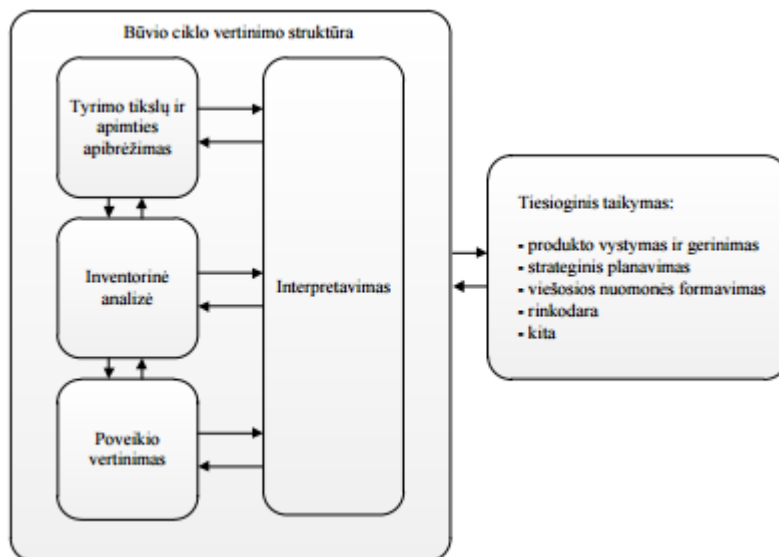 Būvio ciklo vertinimo struktūra
Tyrimo tikslų ir
apimties
apibrėžimas
Inventorinė
analizė
Poveikio
vertinimas
Interpretavimas
Tiesioginis taikymas:
- produkto vystymas ir gerinimas
- strateginis planavimas
- viešosios nuomonės formavimas
- rinkodara
- kita